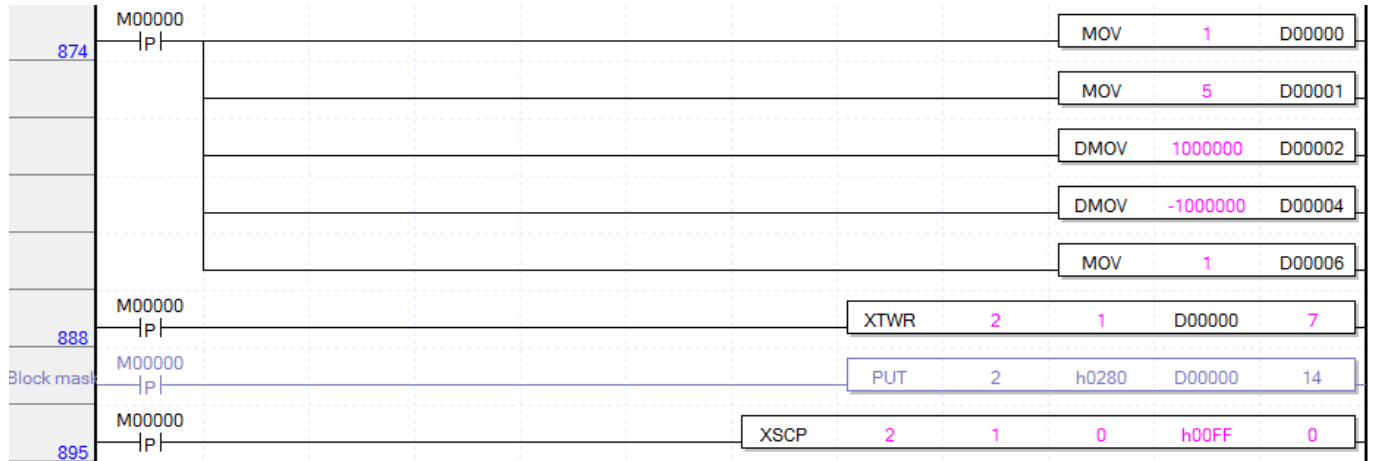 M00000
P
874
MOV 1 D00000
MOV 5 D00001
DMOV 1000000 D00002
DMOV -1000000 D00004
MOV 1 D00006
M00000
P
888
XTWR 2 1 D00000 7
M00000
Block mask
P
PUT 2 h0280 D00000 14
M00000
P
895
XSCP 2 1 0 h00FF 0